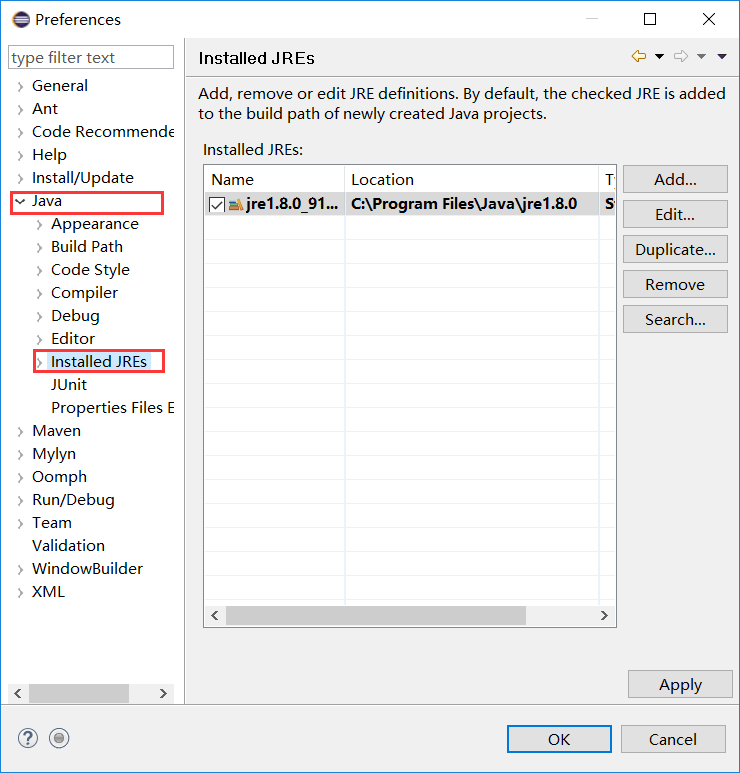 Preferences
type filter text
General
Ant
Code Recommende
Help
Install/Update
Java
Appearance
Build Path
Code Style
Compiler
Debug
Editor
Installed JREs
JUnit
Properties Files E
Maven
Mylyn
Oomph
Run/Debug
Team
Validation
WindowBuilder
XML
Installed JREs
Add, remove or edit JRE definitions. By default, the checked JRE is added
to the build path of newly created Java projects.
Installed JREs:
Name Location Ty
jre1.8.0_91... C:\Program Files\Java\jre1.8.0 S
Add...
Edit...
Duplicate...
Remove
Search...
Apply
OK Cancel